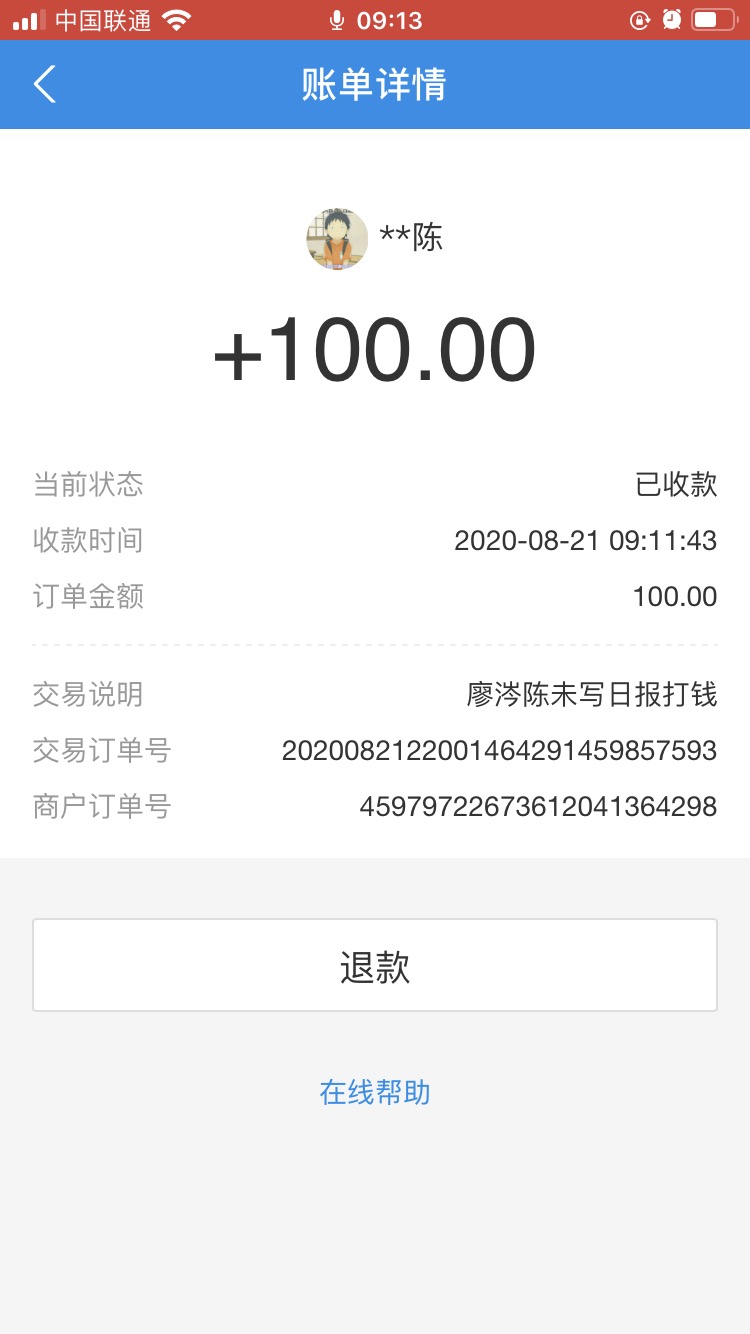 中国联通 09:13
账单详情
**陈
+100.00
当前状态 已收款
收款时间 2020-08-21 09:11:43
订单金额 100.00
交易说明 廖涔陈未写日报打钱
交易订单号 2020082122001464291459857593
商户订单号 45979722673612041364298
退款
在线帮助